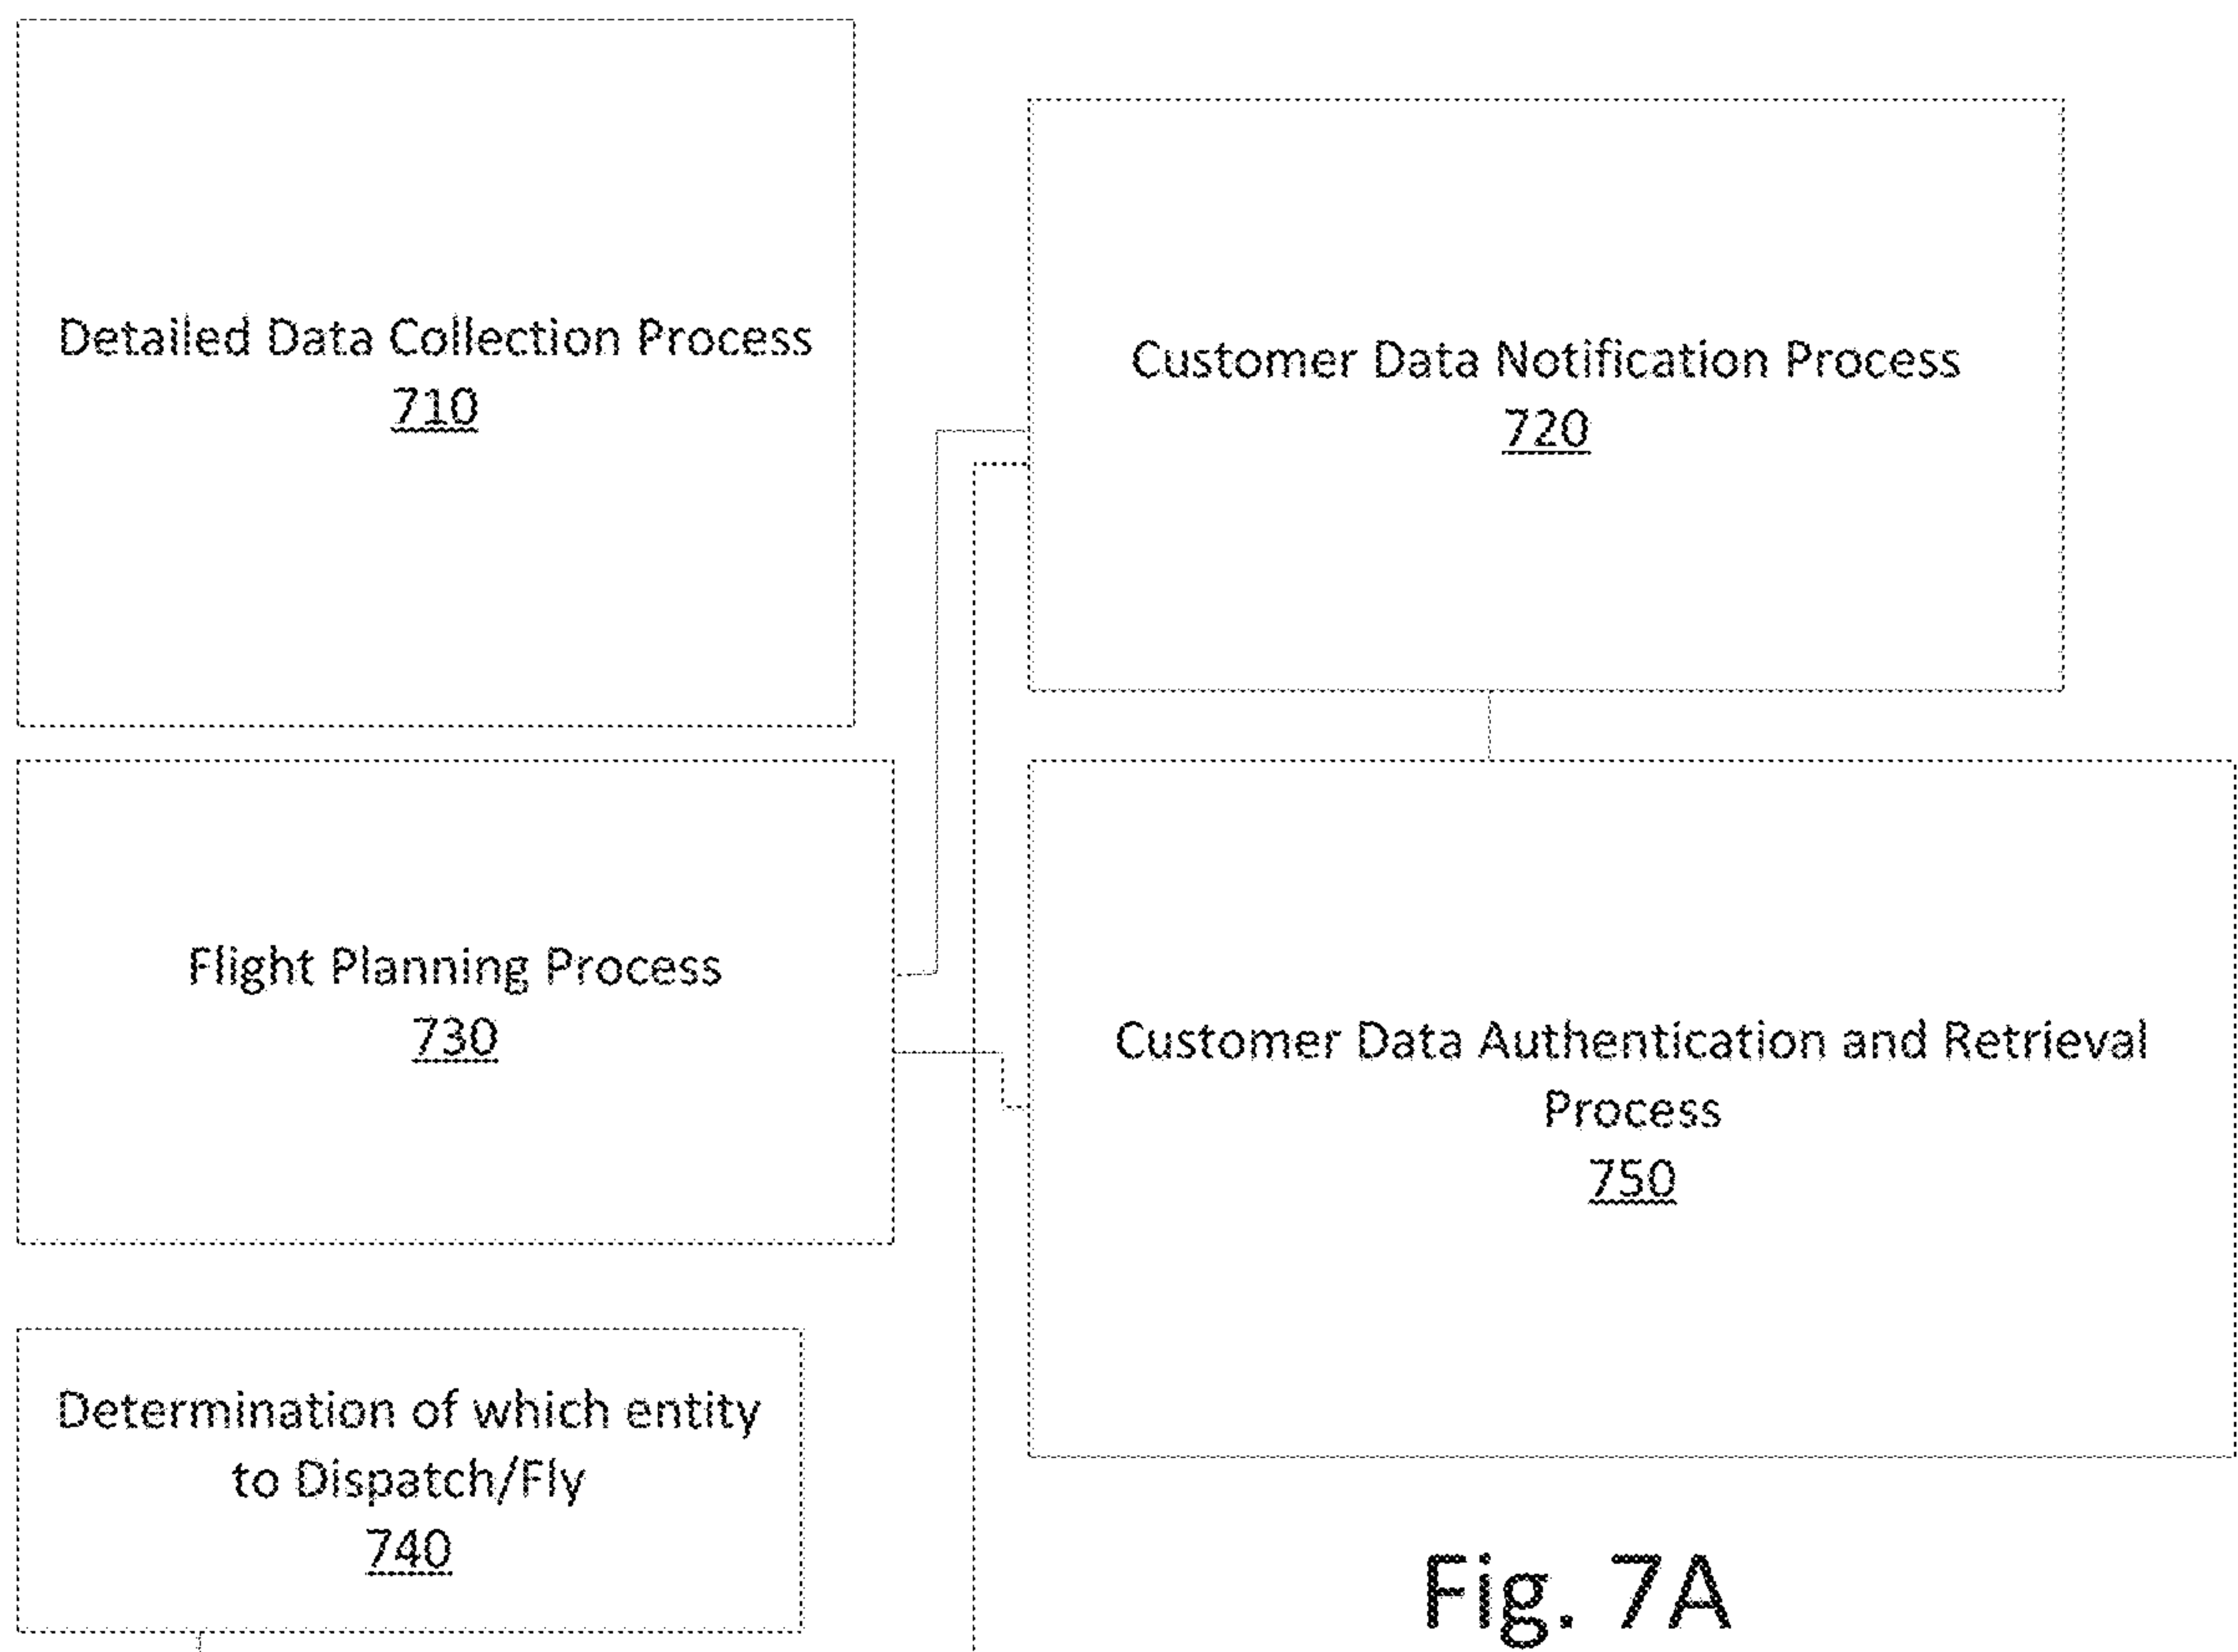 Detailed Data Collection Process
710
Customer Data Notification Process
720
Flight Planning Process
730
Customer Data Authentication and Retrieval
Process
750
Determination of which entity
to Dispatch/Fly
740
Fig. 7A